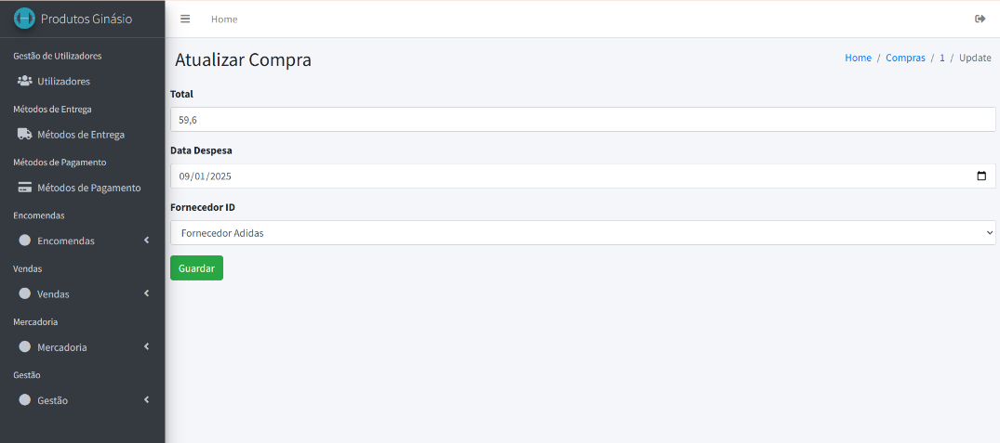 Produtos Ginásio
Home
Gestão de Utilizadores
Utilizadores
Métodos de Entrega
Métodos de Entrega
Métodos de Pagamento
Métodos de Pagamento
Encomendas
Encomendas
Vendas
Vendas
Mercadoria
Mercadoria
Gestão
Gestão
Atualizar Compra
Home / Compras / 1 / Update
Total
59,6
Data Despesa
09/01/2025
Fornecedor ID
Fornecedor Adidas
Guardar